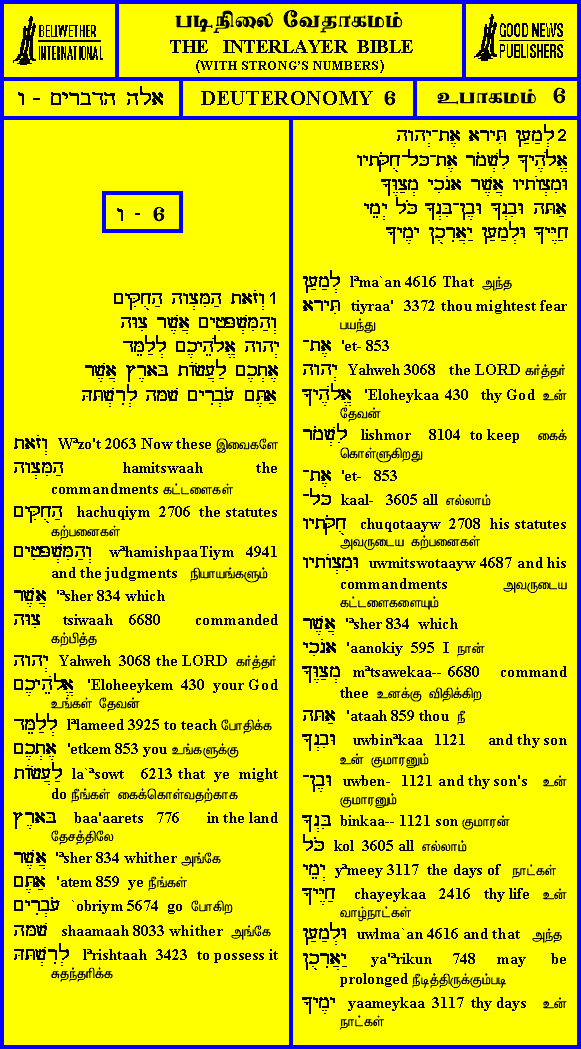 BELIWETHER
INTERNATIONAL
படிநிலை வேதாகமம்
THE INTERLAYER BIBLE
(WITH STRONG'S NUMBERS)
GOOD NEWS
PUBLISHERS
אלה הדברים - ו
DEUTERONOMY 6
உபாகமம் 6
6 - ו
1 וְזֹאת הַמִּצְוָה הַחֻקִּים
וְהַמִּשְׁפָּטִים אֲשֶׁר צִוָּה
יְהוָה אֱלֹהֵיכֶם לְלַמֵּד
אֶתְכֶם לַעֲשׂוֹת בָּאָרֶץ אֲשֶׁר
אַתֶּם עֹבְרִים שָׁמָּה לְרִשְׁתָּהּ
וְזֹאת Wᵊzo't 2063 Now these இவைகளே
הַמִּצְוָה hamitswaah the
commandments கட்டளைகள்
הַחֻקִּים hachuqiym 2706 the statutes
கற்பனைகள்
וְהַמִּשְׁפָּטִים wᵊhamishpaaTiym 4941
and the judgments நியாயங்களும்
אֲשֶׁר 'ᵃsher 834 which
צִוָּה tsiwaah 6680 commanded
கற்பித்த
יְהוָה Yahweh 3068 the LORD கர்த்தர்
אֱלֹהֵיכֶם 'Eloheeykem 430 your God
உங்கள் தேவன்
לְלַמֵּד lᵊlameed 3925 to teach போதிக்க
אֶתְכֶם 'etkem 853 you உங்களுக்கு
לַעֲשׂוֹת la`ᵃsowt 6213 that ye might
do நீங்கள் கைக்கொள்வதற்காக
בָּאָרֶץ baa'aarets 776 in the land
தேசத்திலே
אֲשֶׁר 'ᵃsher 834 whither அங்கே
אַתֶּם 'atem 859 ye நீங்கள்
עֹבְרִים `obriym 5674 go போகிற
שָׁמָּה shaamaah 8033 whither அங்கே
לְרִשְׁתָּהּ lᵊrishtaah 3423 to possess it
சுதந்தரிக்க
2 לְמַעַן תִּירָא אֶת־יְהוָה
אֱלֹהֶיךָ לִשְׁמֹר אֶת־כָּל־חֻקֹּתָיו
וּמִצְוֹתָיו אֲשֶׁר אָנֹכִי מְצַוֶּךָ
אַתָּה וּבִנְךָ וּבֶן־בִּנְךָ כֹּל יְמֵי
חַיֶּיךָ וּלְמַעַן יַאֲרִכֻן יָמֶיךָ
לְמַעַן lᵊma`an 4616 That அந்த
תִּירָא tiyraa' 3372 thou mightest fear
பயந்து
אֶת־ 'et- 853
יְהוָה Yahweh 3068 the LORD கர்த்தர்
אֱלֹהֶיךָ 'Eloheykaa 430 thy God உன்
தேவன்
לִשְׁמֹר lishmor 8104 to keep கைக்
கொள்ளுகிறது
אֶת־ 'et- 853
כָּל־ kaal- 3605 all எல்லாம்
חֻקֹּתָיו chuqotaayw 2708 his statutes
அவருடைய கற்பனைகள்
וּמִצְוֹתָיו uwmitswotaayw 4687 and his
commandments அவருடைய
கட்டளைகளையும்
אֲשֶׁר 'ᵃsher 834 which
אָנֹכִי 'aanokiy 595 I நான்
מְצַוֶּךָ mᵊtsawekaa-- 6680 command
thee உனக்கு விதிக்கிற
אַתָּה 'ataah 859 thou நீ
וּבִנְךָ uwbinᵊkaa 1121 and thy son
உன் குமாரனும்
וּבֶן־ uwben- 1121 and thy son's உன்
குமாரனும்
בִּנְךָ binkaa-- 1121 son குமாரன்
כֹּל kol 3605 all எல்லாம்
יְמֵי yᵊmeey 3117 the days of நாட்கள்
חַיֶּיךָ chayeykaa 2416 thy life உன்
வாழ்நாட்கள்
וּלְמַעַן uwlma`an 4616 and that அந்த
יַאֲרִכֻן ya'ᵃrikun 748 may be
prolonged நீடித்திருக்கும்படி
יָמֶיךָ yaameykaa 3117 thy days உன்
நாட்கள்